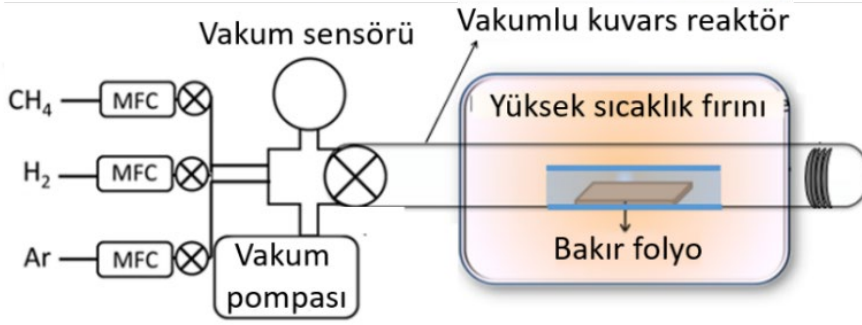 Vakum sensörü
Vakumlu kuvars reaktör
CH₄
MFC
Yüksek sıcaklık fırını
H₂
MFC
Ar
MFC
Vakum
pompası
Bakır folyo